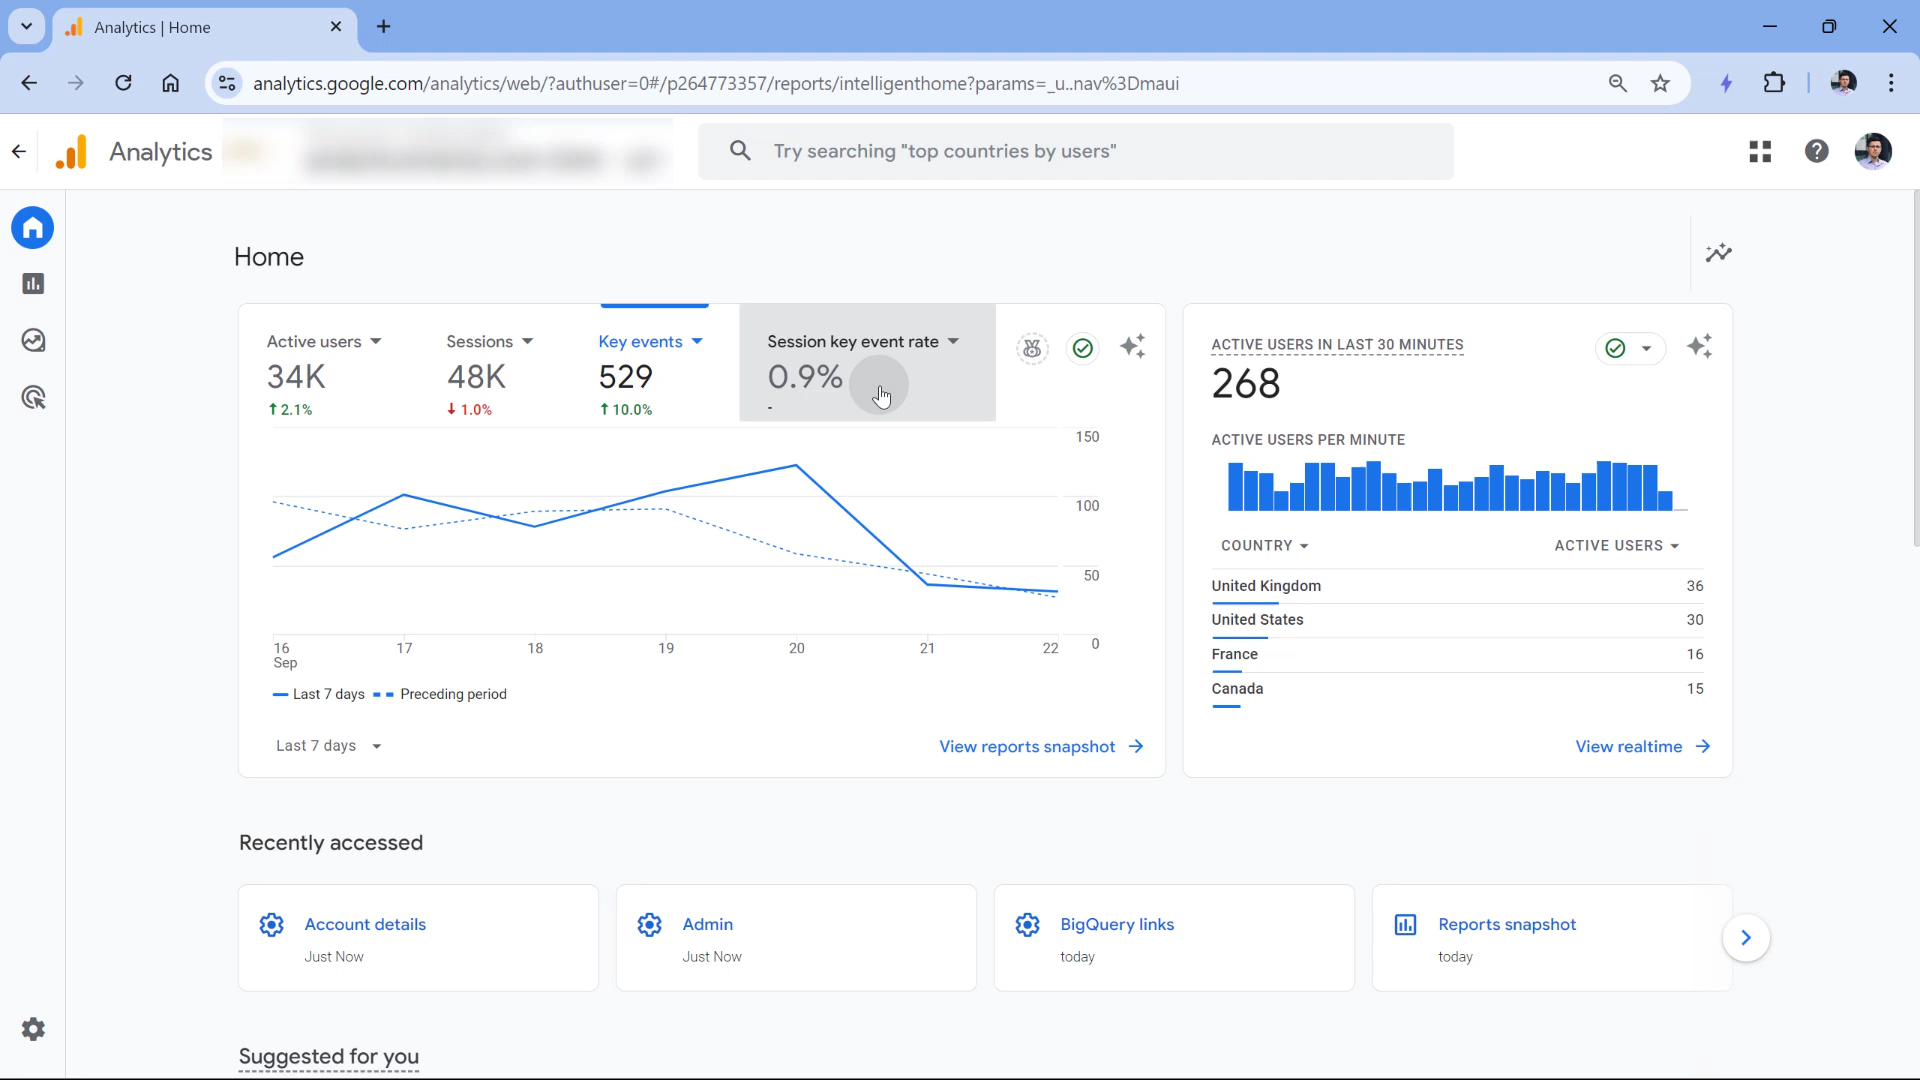 Analytics | Home
analytics.google.com/analytics/web/?authuser=0#/p264773357/reports/intelligenthome?params=_u..nav%3Dmaui
Analytics
Try searching "top countries by users"
Home
Active users
34K
2.1%
Sessions
48K
1.0%
Key events
529
10.0%
Session key event rate
0.9%
-
150
100
50
0
16
Sep
17
18
19
20
21
22
Last 7 days
Preceding period
Last 7 days
View reports snapshot
ACTIVE USERS IN LAST 30 MINUTES
268
ACTIVE USERS PER MINUTE
COUNTRY
ACTIVE USERS
United Kingdom 36
United States 30
France 16
Canada 15
View realtime
Recently accessed
Account details
Just Now
Admin
Just Now
BigQuery links
today
Reports snapshot
today
Suggested for you